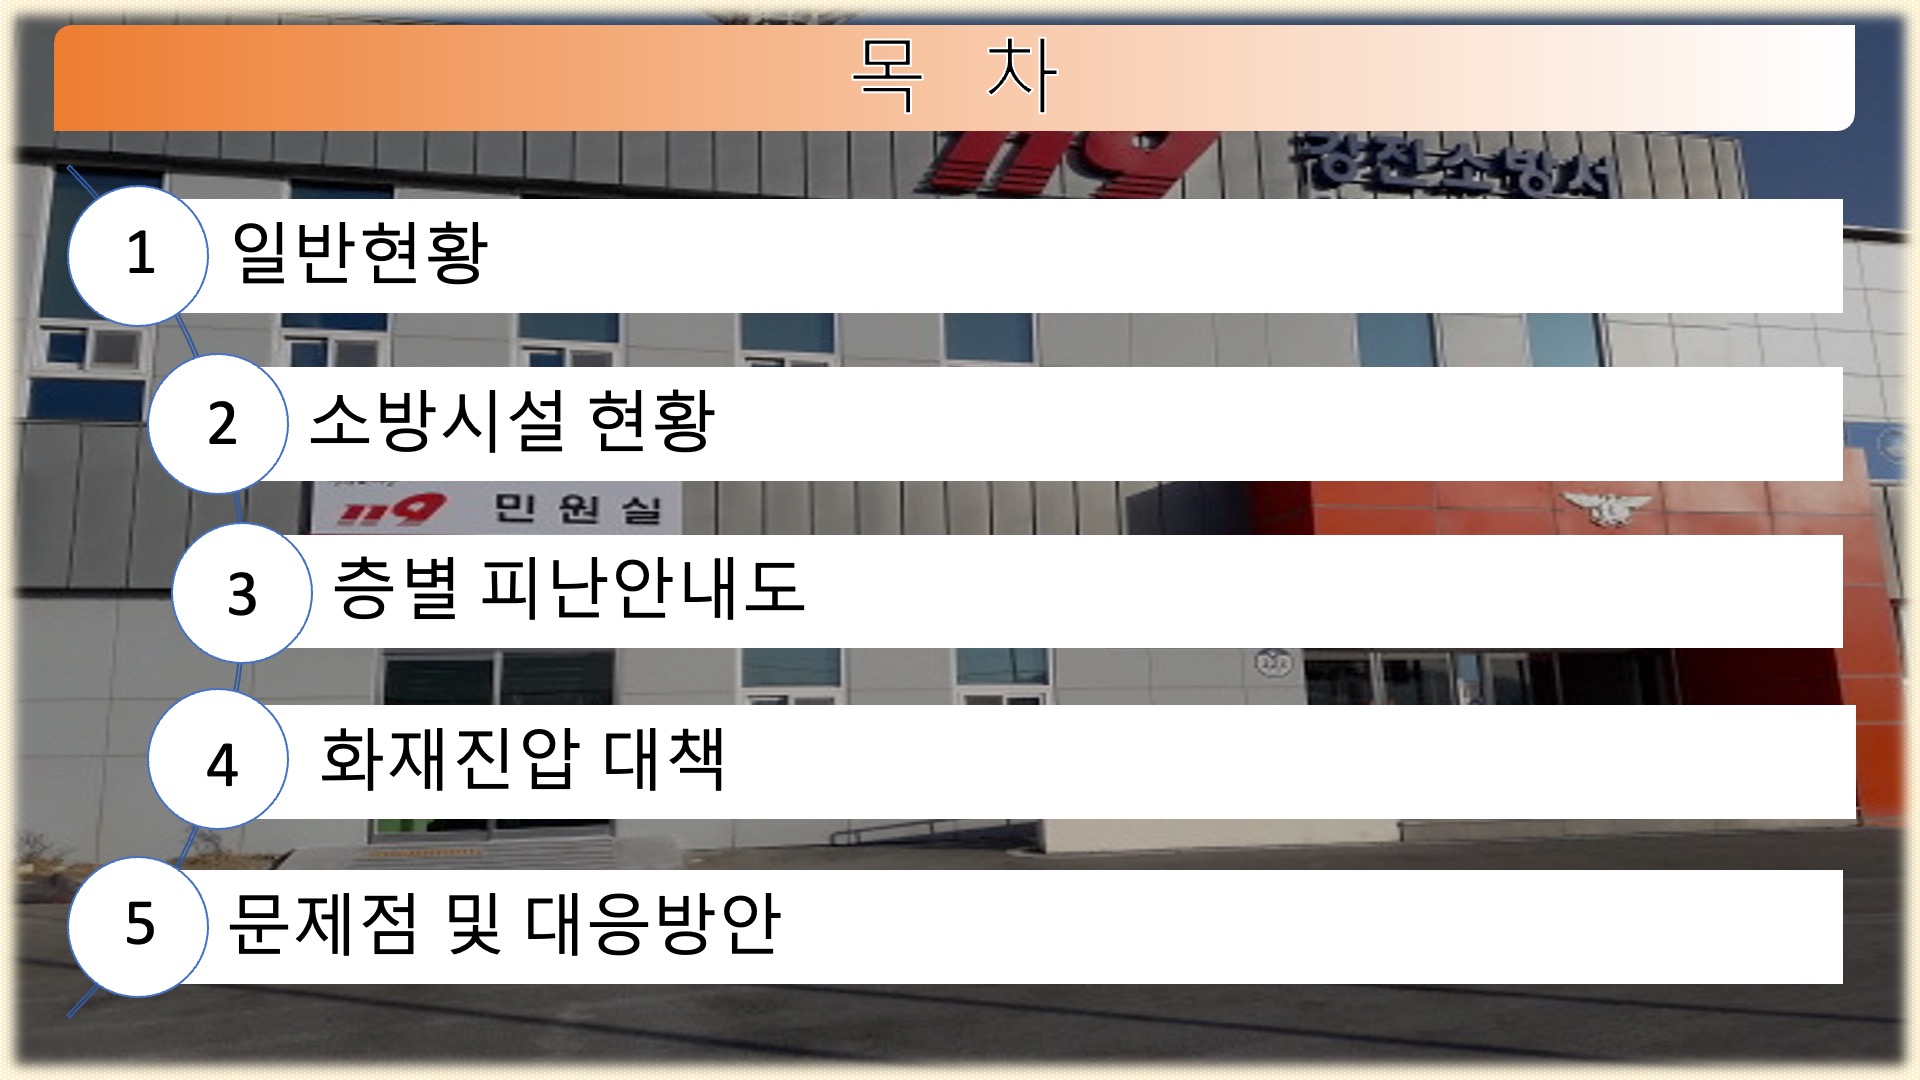 목 차
119 강진소방서
1 일반현황
2 소방시설 현황
119 민원실
3 층별 피난안내도
4 화재진압 대책
5 문제점 및 대응방안